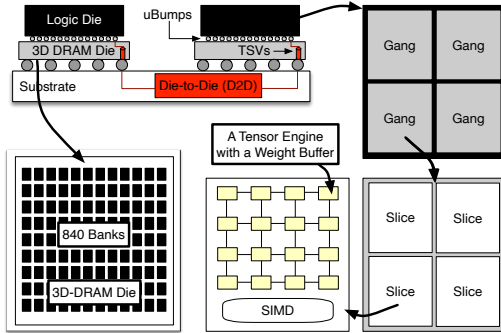 Logic Die
uBumps
3D DRAM Die
TSVs
Substrate
Die-to-Die (D2D)
Gang
Gang
Gang
Gang
A Tensor Engine
with a Weight Buffer
840 Banks
3D-DRAM Die
SIMD
Slice
Slice
Slice
Slice